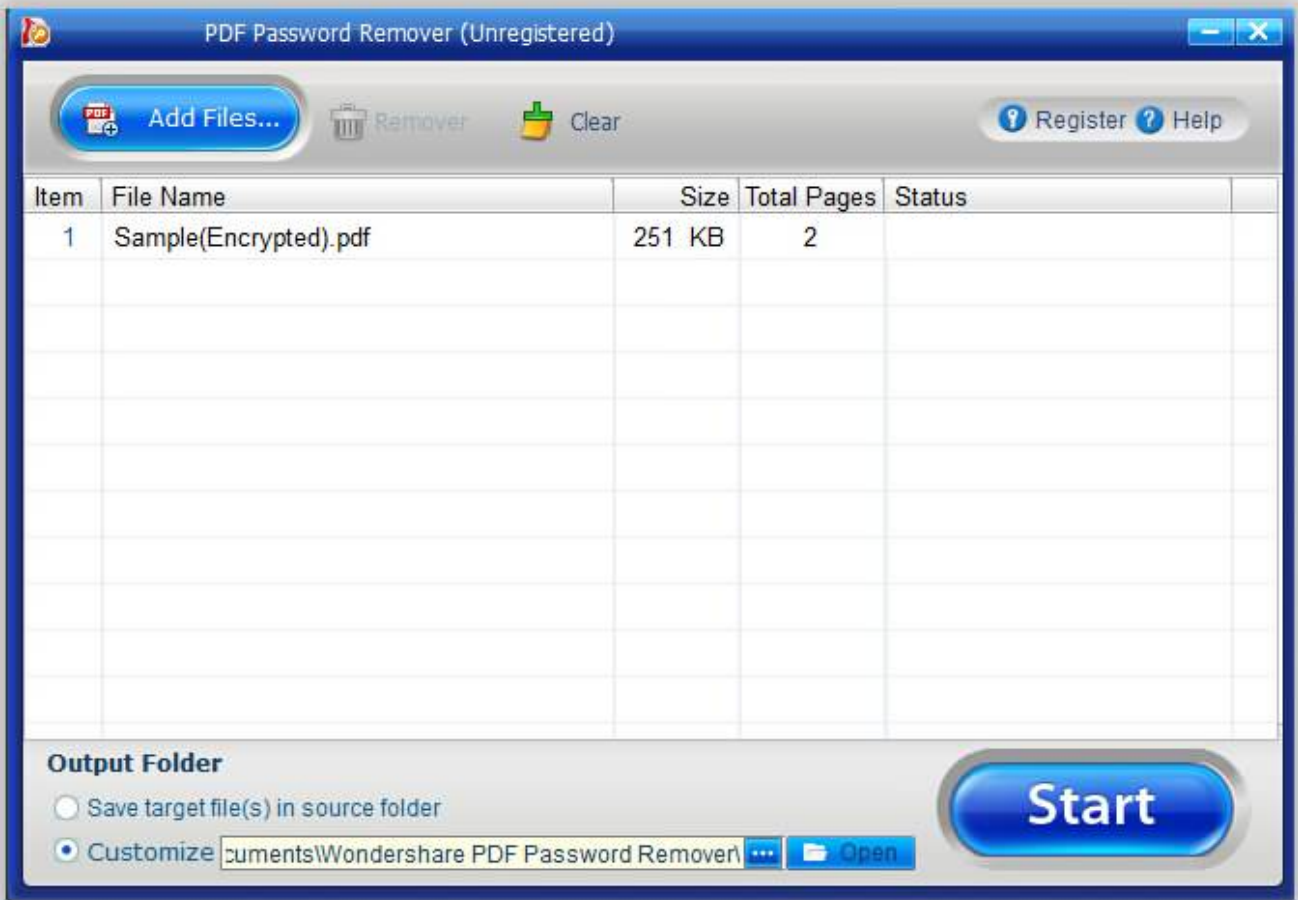 PDF Password Remover (Unregistered)
Add Files... Remover Clear Register Help
Item File Name Size Total Pages Status
1 Sample(Encrypted).pdf 251 KB 2
Output Folder
Save target file(s) in source folder
Customize cuments\Wondershare PDF Password Remover\ ... Open
Start